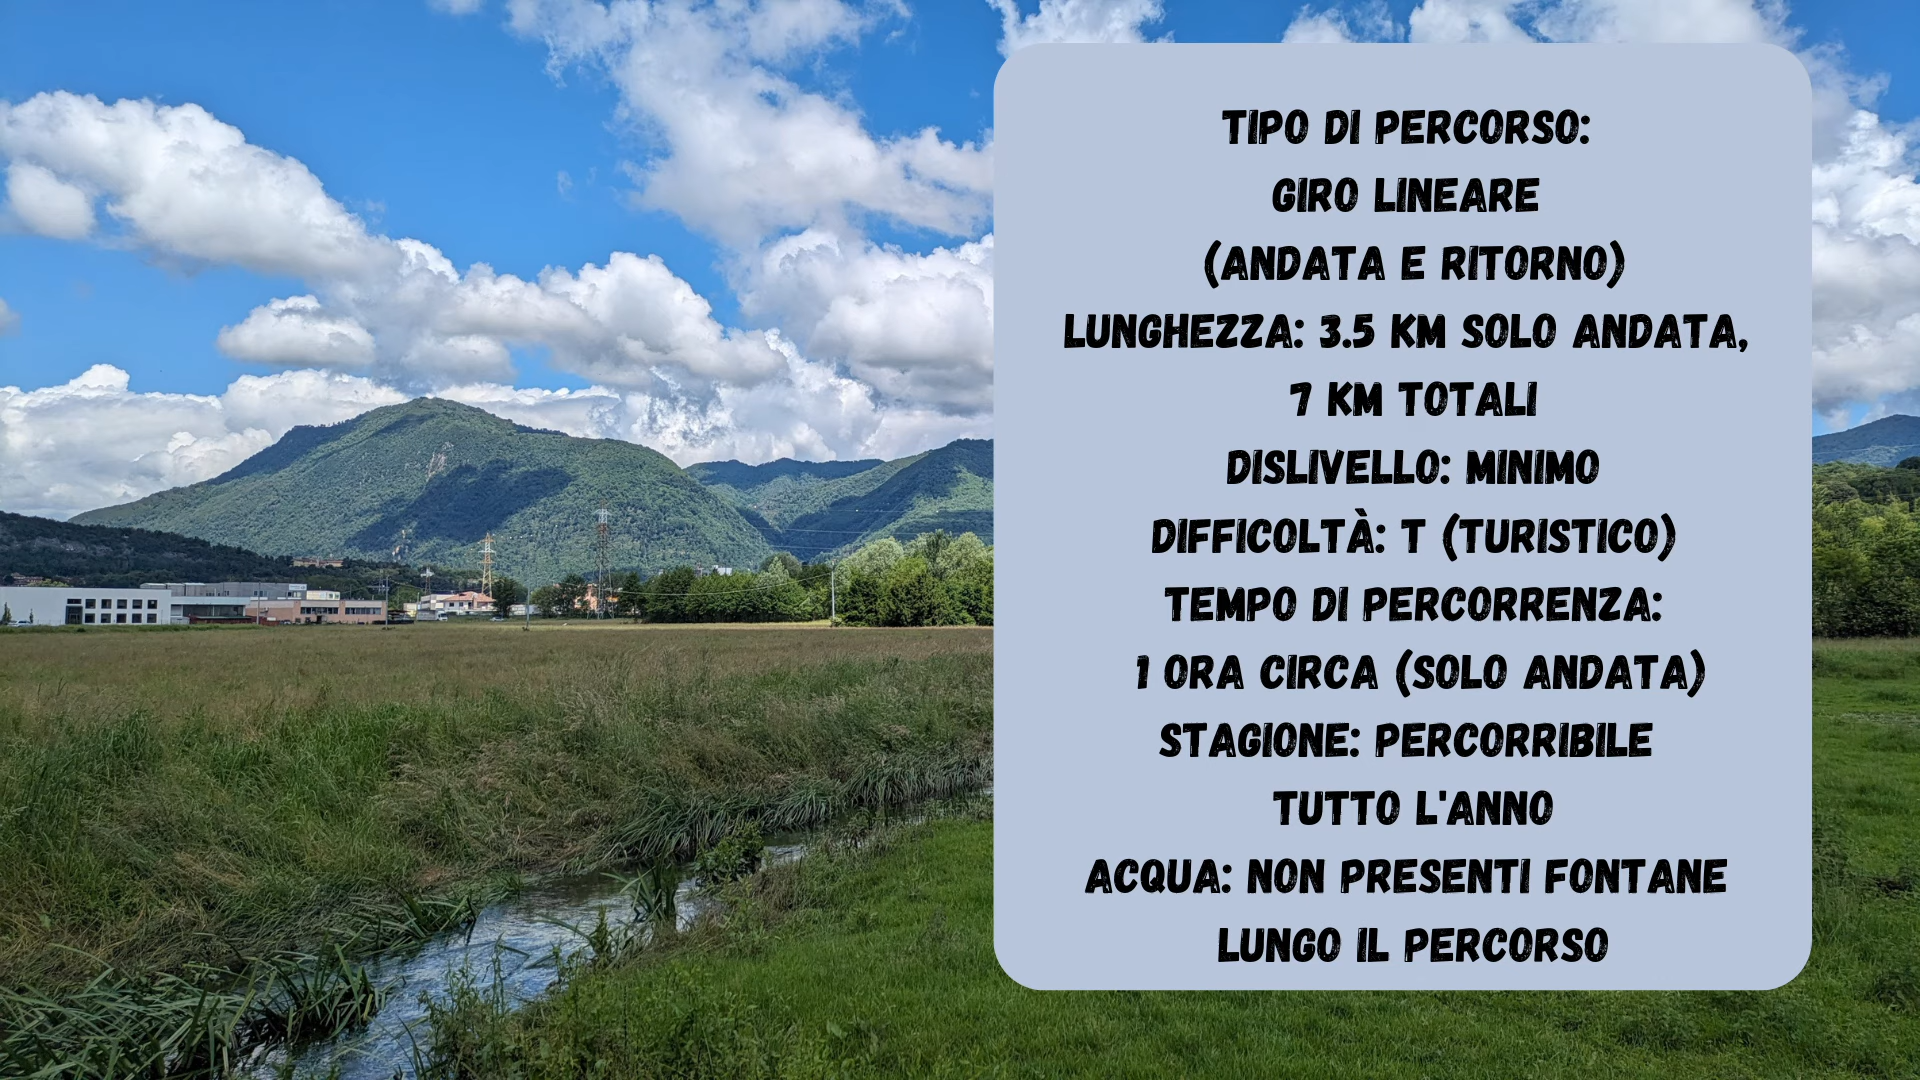 TIPO DI PERCORSO:
GIRO LINEARE
(ANDATA E RITORNO)
LUNGHEZZA: 3.5 KM SOLO ANDATA,
7 KM TOTALI
DISLIVELLO: MINIMO
DIFFICOLTÀ: T (TURISTICO)
TEMPO DI PERCORRENZA:
1 ORA CIRCA (SOLO ANDATA)
STAGIONE: PERCORRIBILE
TUTTO L'ANNO
ACQUA: NON PRESENTI FONTANE
LUNGO IL PERCORSO